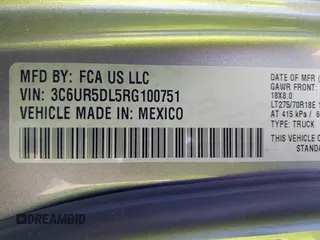 MFD BY: FCA US LLC
VIN: 3C6UR5DL5RG100751
VEHICLE MADE IN: MEXICO
DATE OF
GAWR FRONT:
18X8.0
LT275/70R18E
AT 415 kPa /
TYPE: TRUCK
THIS VEHICLE
STANDA
DREAMBID